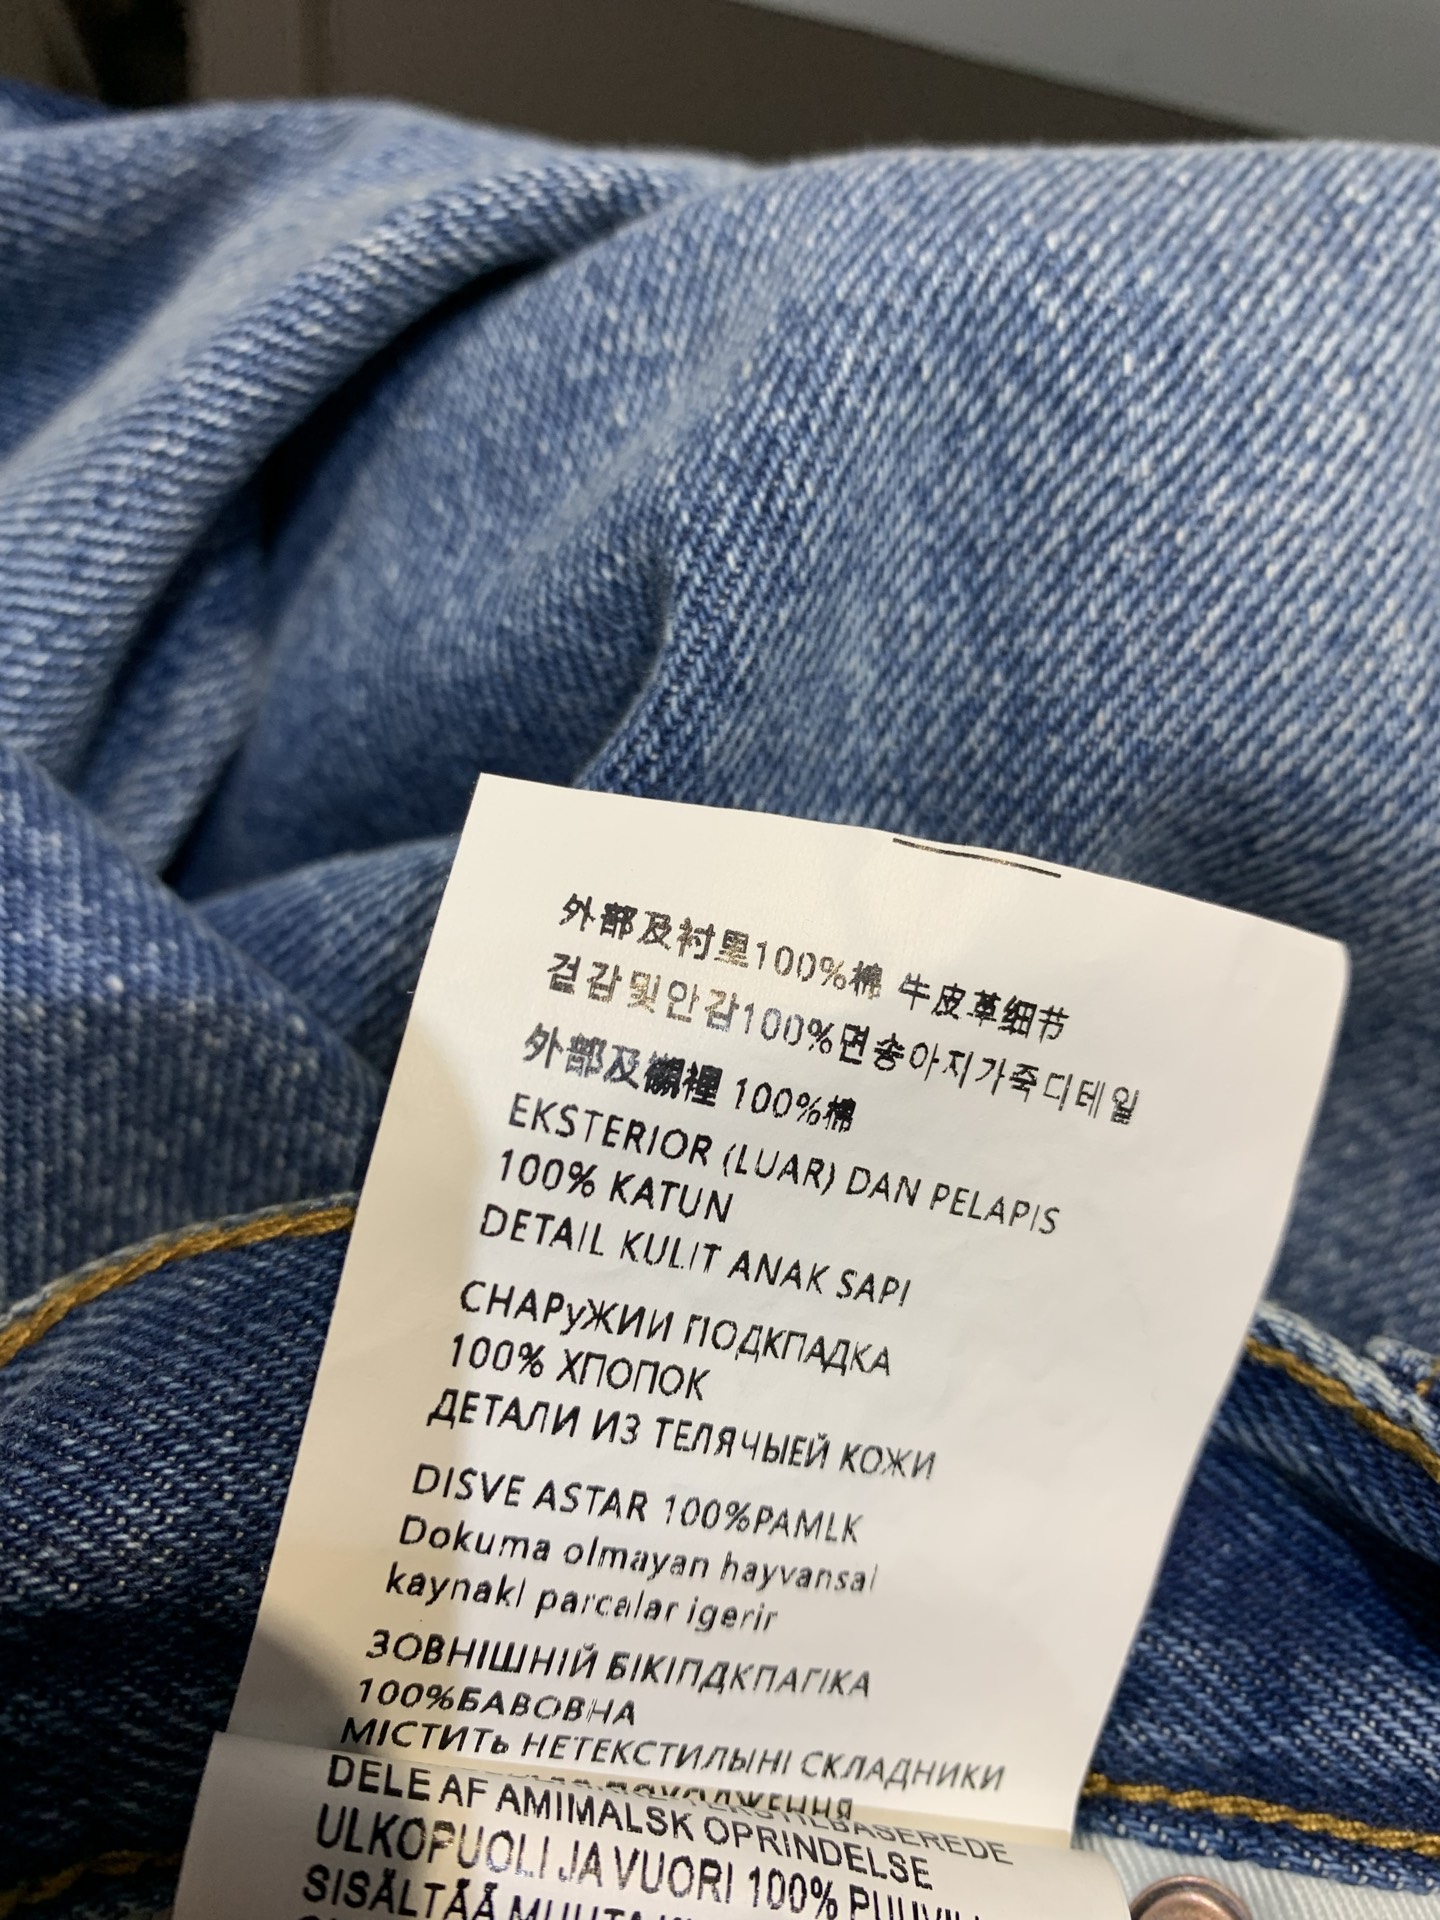 外部及衬里100%棉 牛皮革细节
겉감및안감100%면송아지가죽디테일
外部及襯裡 100%棉
EKSTERIOR (LUAR) DAN PELAPIS
100% KATUN
DETAIL KULIT ANAK SAPI
СНАРуЖИИ ПОДКПАДКА
100% ХПОПОК
ДЕТАЛИ ИЗ ТЕЛЯЧЫЕЙ КОЖИ
DISVE ASTAR 100%PAMLK
Dokuma olmayan hayvansal
kaynakl parcalar igerir
ЗОВНІШНІЙ БІКІПДКПАГІКА
100%БАВОВНА
МІСТИТЬ НЕТЕКСТИЛЫНІ СКЛАДНИКИ
DELE AF AMIMALSK OPRINDELSE
ULKOPUOLI JA VUORI 100%
SISÄLTÄÄ